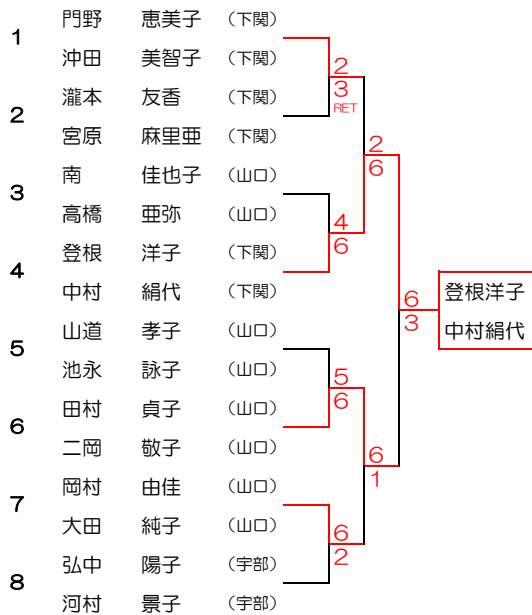 1
門野 恵美子 (下関)
沖田 美智子 (下関)
2
3
RET
2
瀧本 友香 (下関)
宮原 麻里亜 (下関)
2
6
3
南 佳也子 (山口)
高橋 亜弥 (山口)
4
6
4
登根 洋子 (下関)
中村 絹代 (下関)
6
3
登根洋子
中村絹代
5
山道 孝子 (山口)
池永 詠子 (山口)
5
6
6
田村 貞子 (山口)
二岡 敬子 (山口)
6
1
7
岡村 由佳 (山口)
大田 純子 (山口)
6
2
8
弘中 陽子 (宇部)
河村 景子 (宇部)